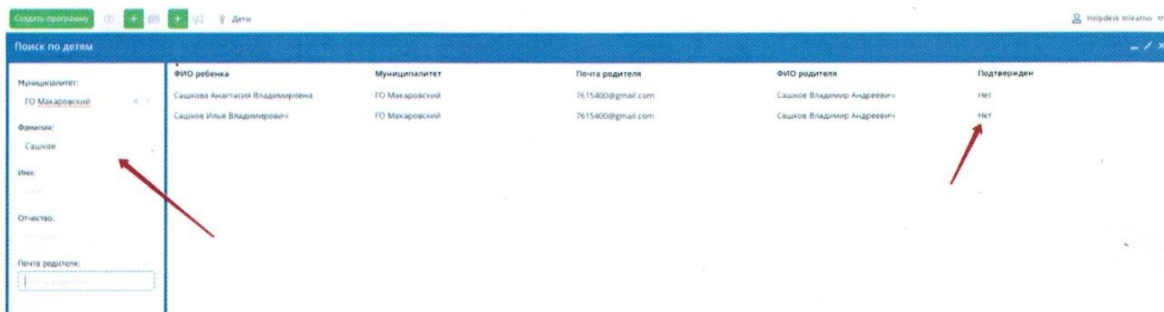 Создать программу
Дети
Helpdesk
Поиск по детям
Муниципалитет:
ГО Макаровский
Фамилия:
Сашков
Имя:
Отчество:
Почта родителя:
ФИО ребенка Муниципалитет Почта родителя ФИО родителя Подтвержден
Сашкова Анастасия Владимировна ГО Макаровский 7615400@gmail.com Сашков Владимир Андреевич Нет
Сашков Илья Владимирович ГО Макаровский 7615400@gmail.com Сашков Владимир Андреевич Нет